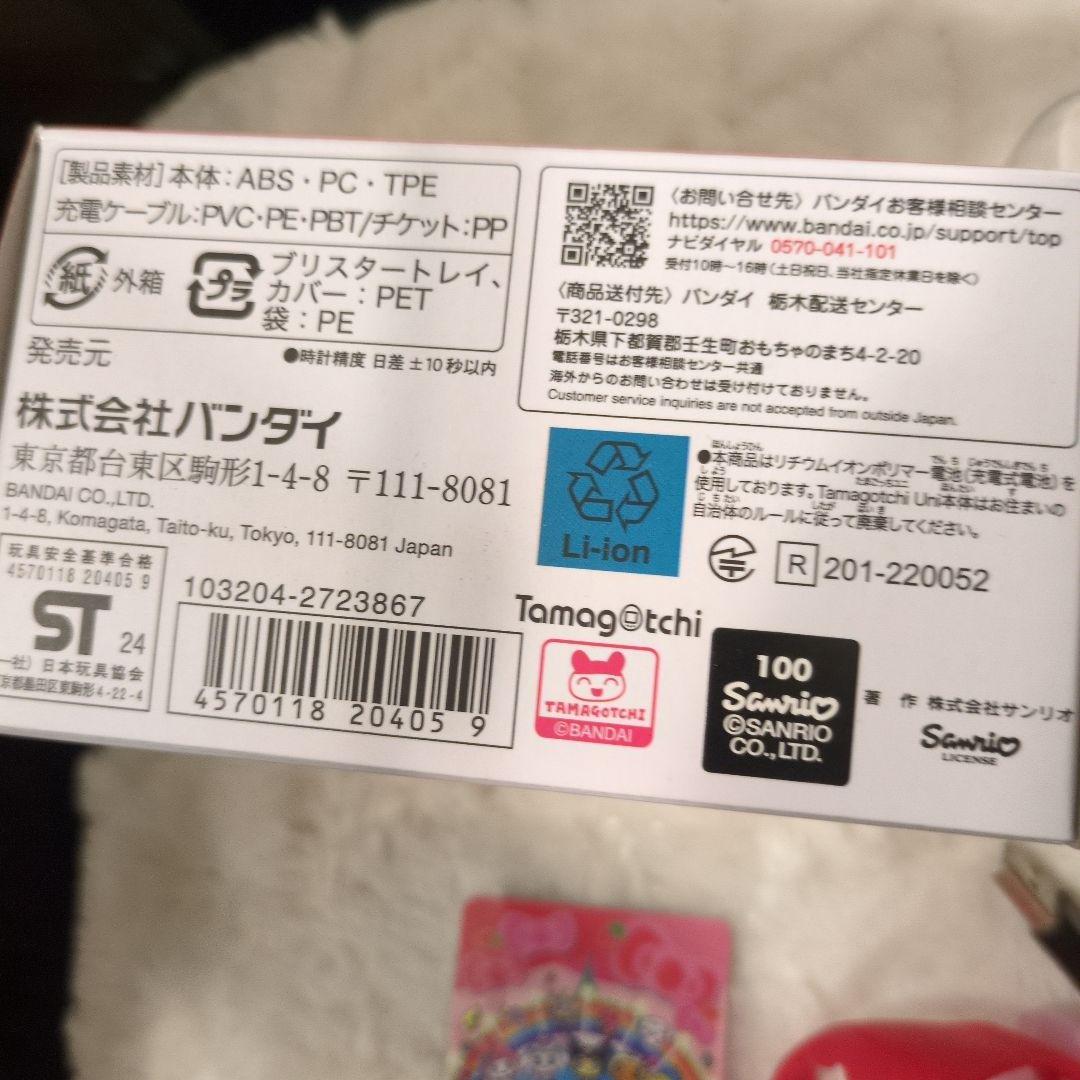 [製品素材]本体:ABS・PC・TPE
充電ケーブル:PVC・PE・PBT/チケット:PP
紙 外箱
プラ ブリスタートレイ、
カバー:PET
袋:PE
発売元
●時計精度 日差±10秒以内
株式会社バンダイ
東京都台東区駒形1-4-8 〒111-8081
BANDAI CO.,LTD.
1-4-8, Komagata, Taito-ku, Tokyo, 111-8081 Japan
玩具安全基準合格
4570118 20405 9
ST 24
一社)日本玩具協会
京都墨田区東駒形4-22-4
103204-2723867
4570118 20405 9
〈お問い合せ先〉バンダイお客様相談センター
https://www.bandai.co.jp/support/top
ナビダイヤル 0570-041-101
受付10時〜16時(土日祝日、当社指定休業日を除く)
〈商品送付先〉バンダイ 栃木配送センター
〒321-0298
栃木県下都賀郡壬生町おもちゃのまち4-2-20
電話番号はお客様相談センター共通
海外からのお問い合わせは受け付けておりません。
Customer service inquiries are not accepted from outside Japan.
Li-ion
●本商品はリチウムイオンポリマー電池(充電式電池)を
使用しております。Tamagotchi Uni本体はお住まいの
自治体のルールに従って廃棄してください。
R 201-220052
Tamagotchi
TAMAGOTCHI
©BANDAI
100
Sanrio
©SANRIO
CO.,LTD.
著 作 株式会社サンリオ
Sanrio
LICENSE